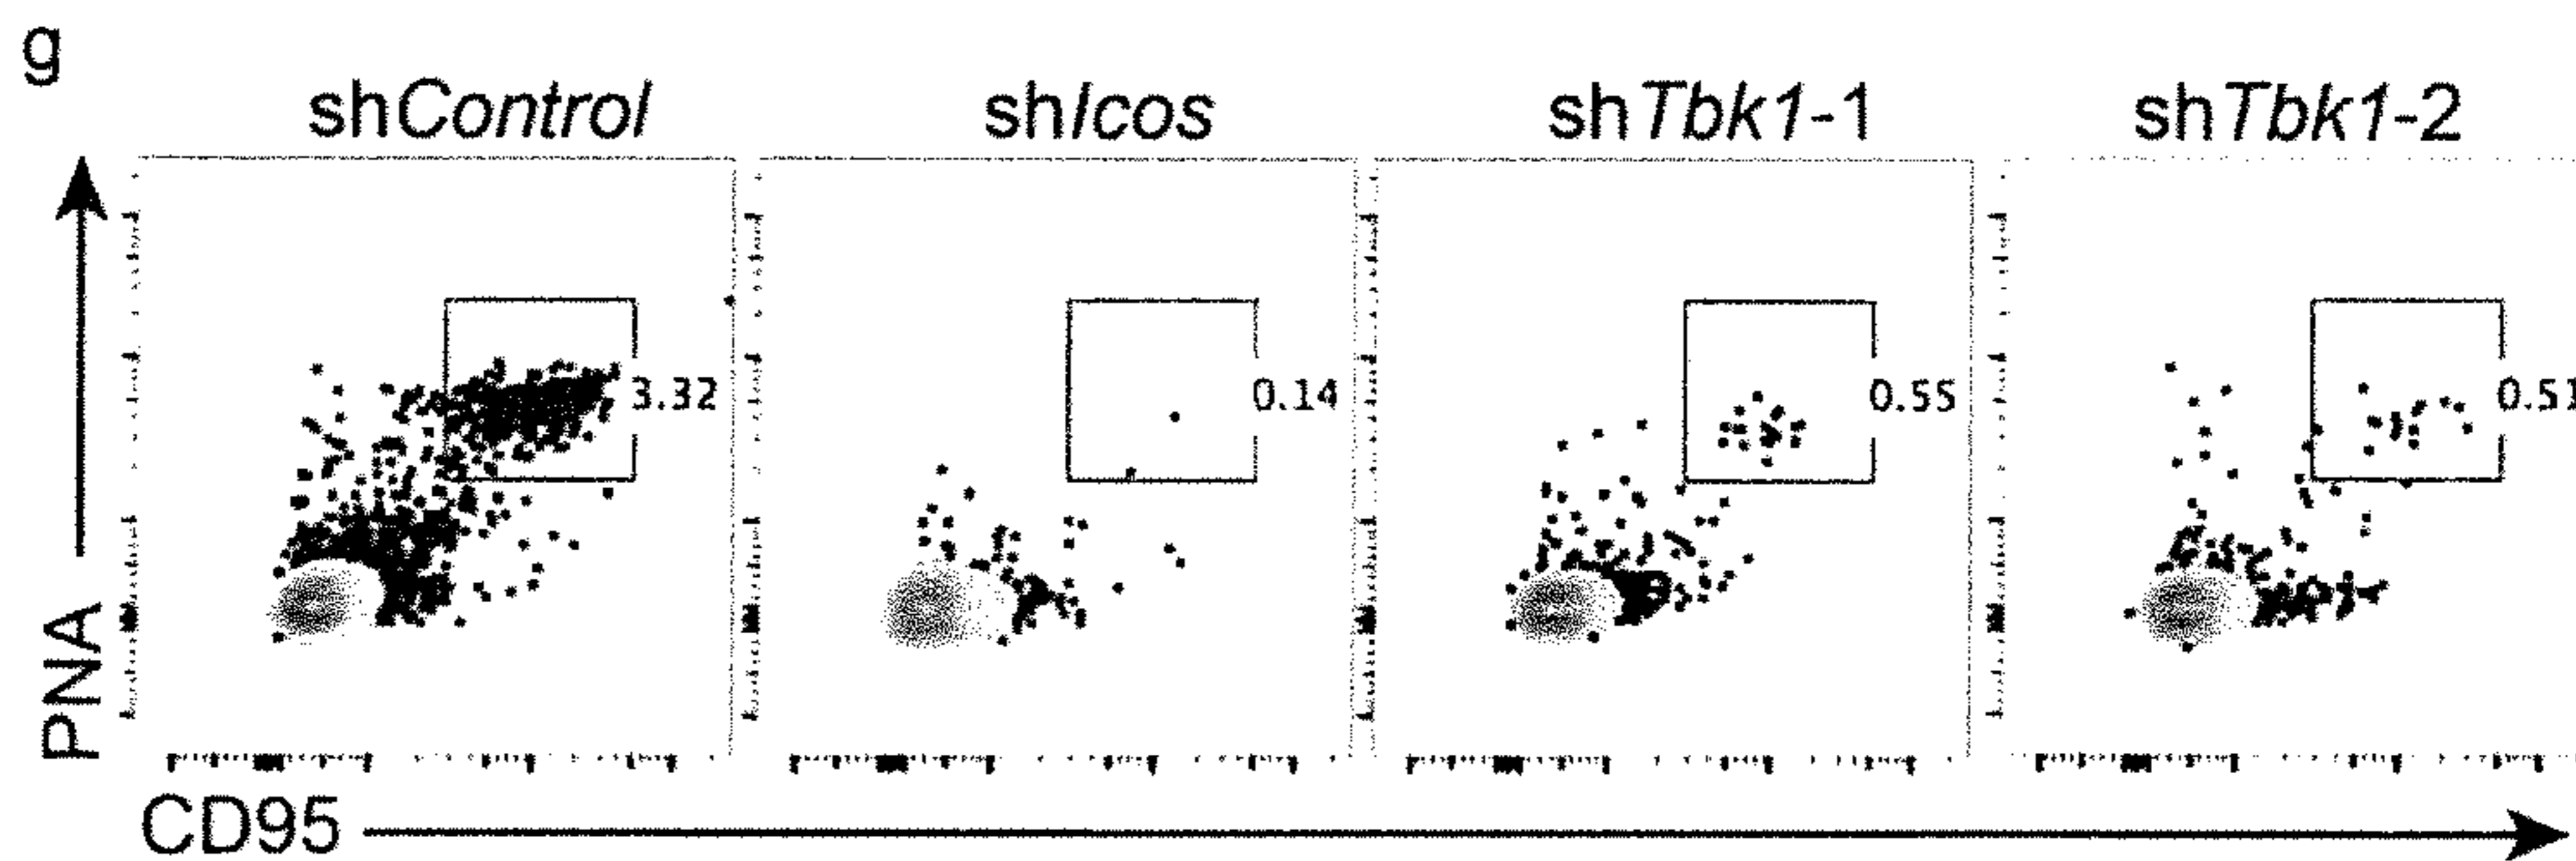 g
shControl shIcos shTbk1-1 shTbk1-2
3.32 0.14 0.55 0.51
PNA
CD95